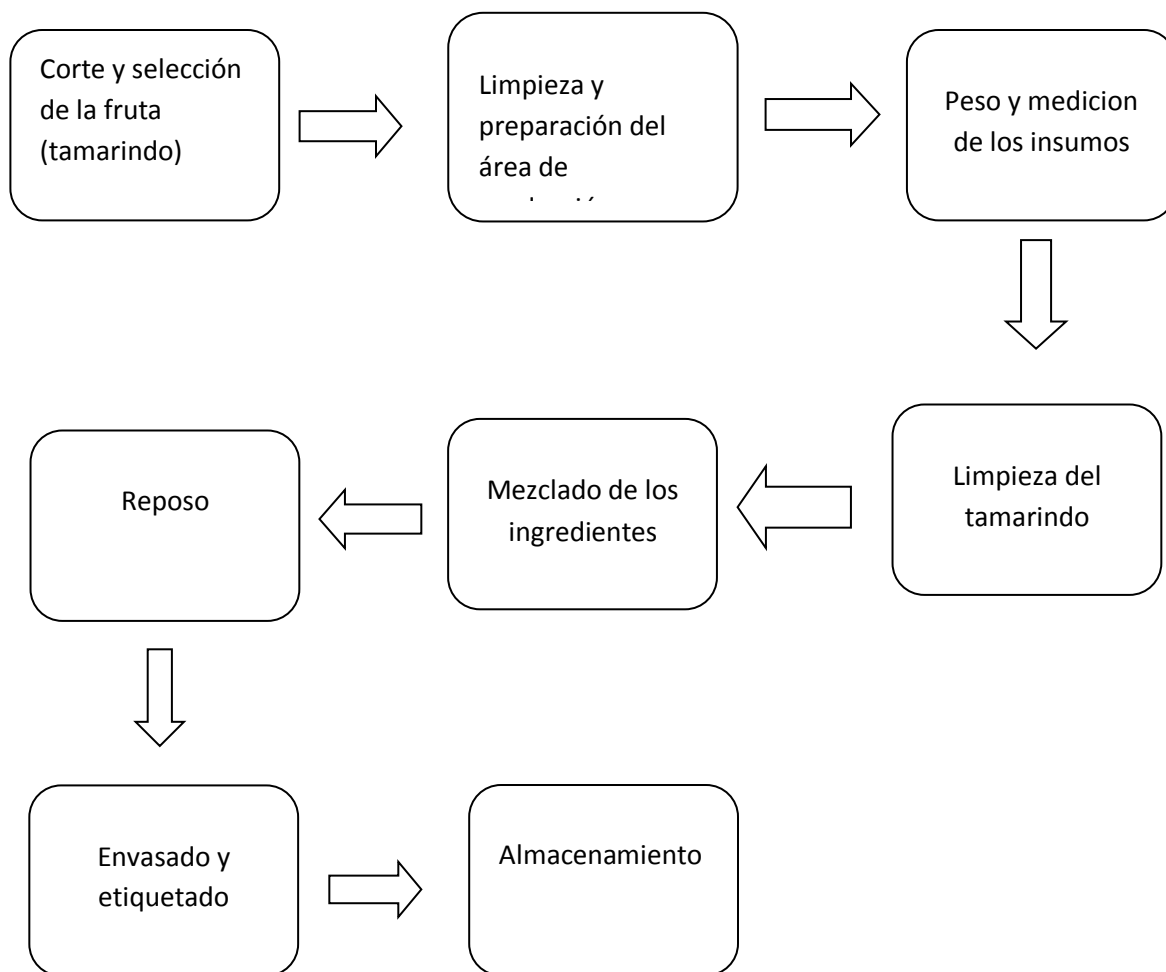 Corte y selección
de la fruta
(tamarindo)
Limpieza y
preparación del
área de
Peso y medicion
de los insumos
Limpieza del
tamarindo
Mezclado de los
ingredientes
Reposo
Envasado y
etiquetado
Almacenamiento